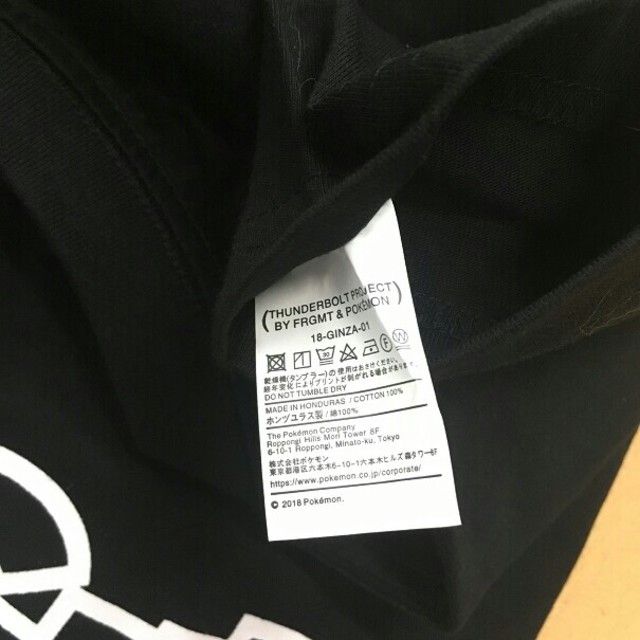 THUNDERBOLT PROJECT
BY FRGMT & POKÉMON
18-GINZA-01
乾燥機(タンブラー)の使用はおさけください。
経年変化によりプリントが剥がれる場合があります。
DO NOT TUMBLE DRY
MADE IN HONDURAS / COTTON 100%
ホンヅユラス製 / 綿100%
The Pokémon Company
Roppongi Hills Mori Tower 8F
6-10-1 Roppongi, Minato-ku, Tokyo
株式会社ポケモン
東京都港区六本木6-10-1六本木ヒルズ森タワー8F
https://www.pokemon.co.jp/corporate/
© 2018 Pokémon.